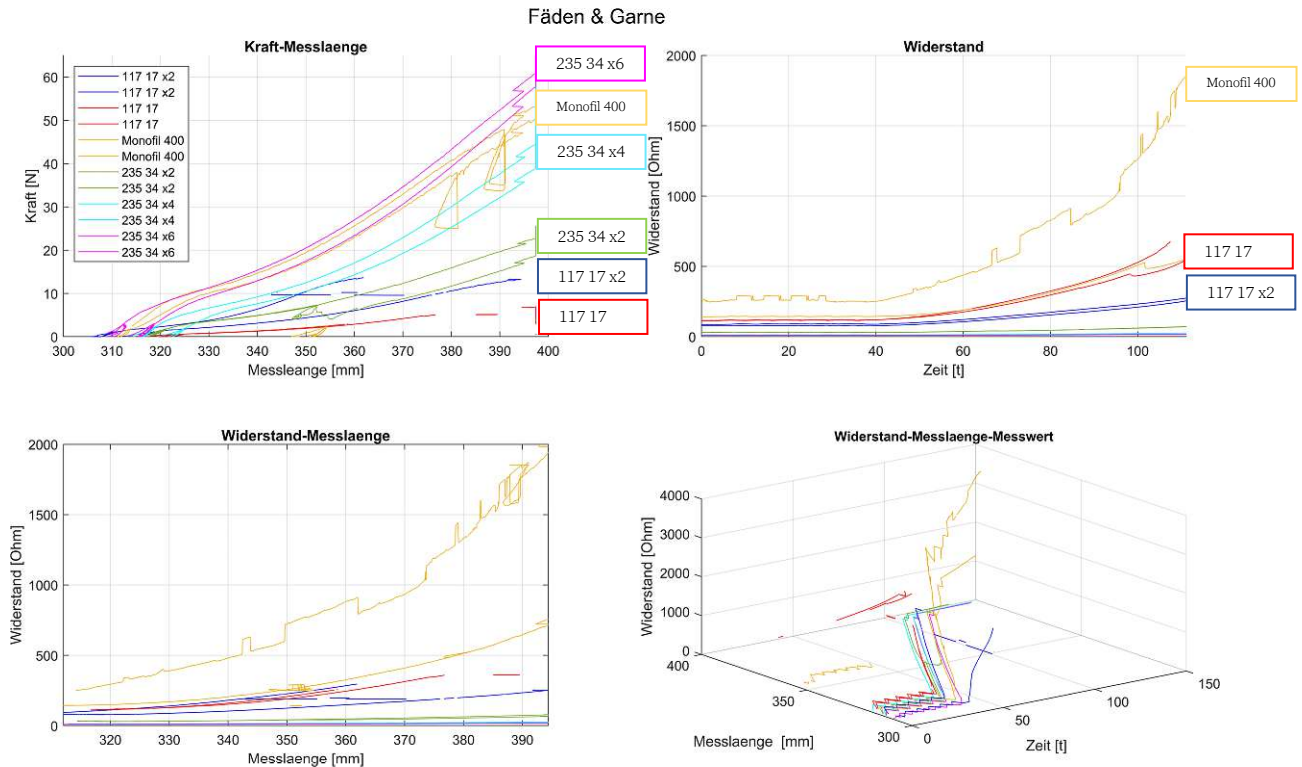 Fäden & Garne
Kraft-Messlaenge
Kraft [N]
60
50
40
30
20
10
0
117 17 x2
117 17 x2
117 17
117 17
Monofil 400
Monofil 400
235 34 x2
235 34 x2
235 34 x4
235 34 x4
235 34 x6
235 34 x6
300 310 320 330 340 350 360 370 380 390 400
Messleange [mm]
235 34 x6
Monofil 400
235 34 x4
235 34 x2
117 17 x2
117 17
Widerstand
Widerstand [Ohm]
2000
1500
1000
500
0
0 20 40 60 80 100
Zeit [t]
Monofil 400
117 17
117 17 x2
Widerstand-Messlaenge
Widerstand [Ohm]
2000
1500
1000
500
0
320 330 340 350 360 370 380 390
Messlaenge [mm]
Widerstand-Messlaenge-Messwert
Widerstand [Ohm]
4000
3000
2000
1000
0
400
350
300
Messlaenge [mm]
0
50
100
150
Zeit [t]